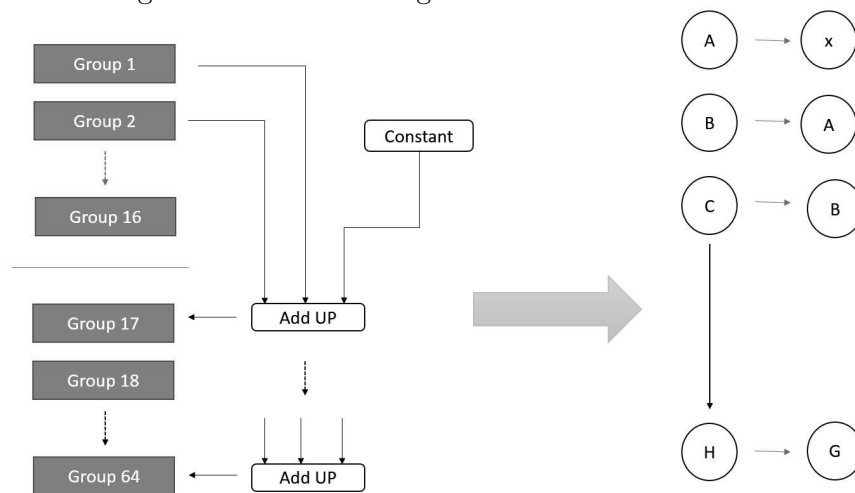 Group 1
Group 2
Group 16
Constant
Group 17
Add UP
Group 18
Group 64
Add UP
A
x
B
A
C
B
H
G